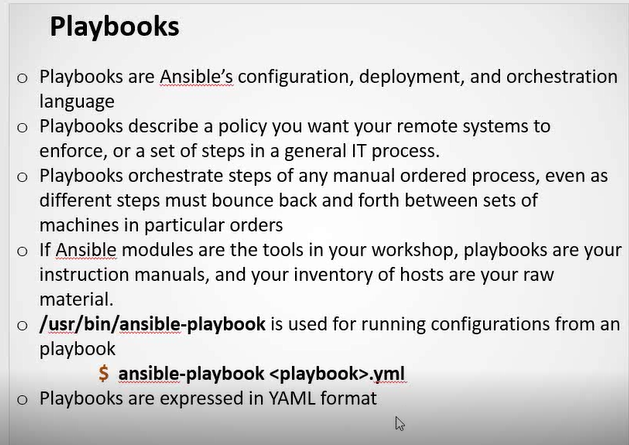 Playbooks
o Playbooks are Ansible's configuration, deployment, and orchestration
language
o Playbooks describe a policy you want your remote systems to
enforce, or a set of steps in a general IT process.
o Playbooks orchestrate steps of any manual ordered process, even as
different steps must bounce back and forth between sets of
machines in particular orders
o If Ansible modules are the tools in your workshop, playbooks are your
instruction manuals, and your inventory of hosts are your raw
material.
o /usr/bin/ansible-playbook is used for running configurations from an
playbook
$ ansible-playbook <playbook>.yml
o Playbooks are expressed in YAML format